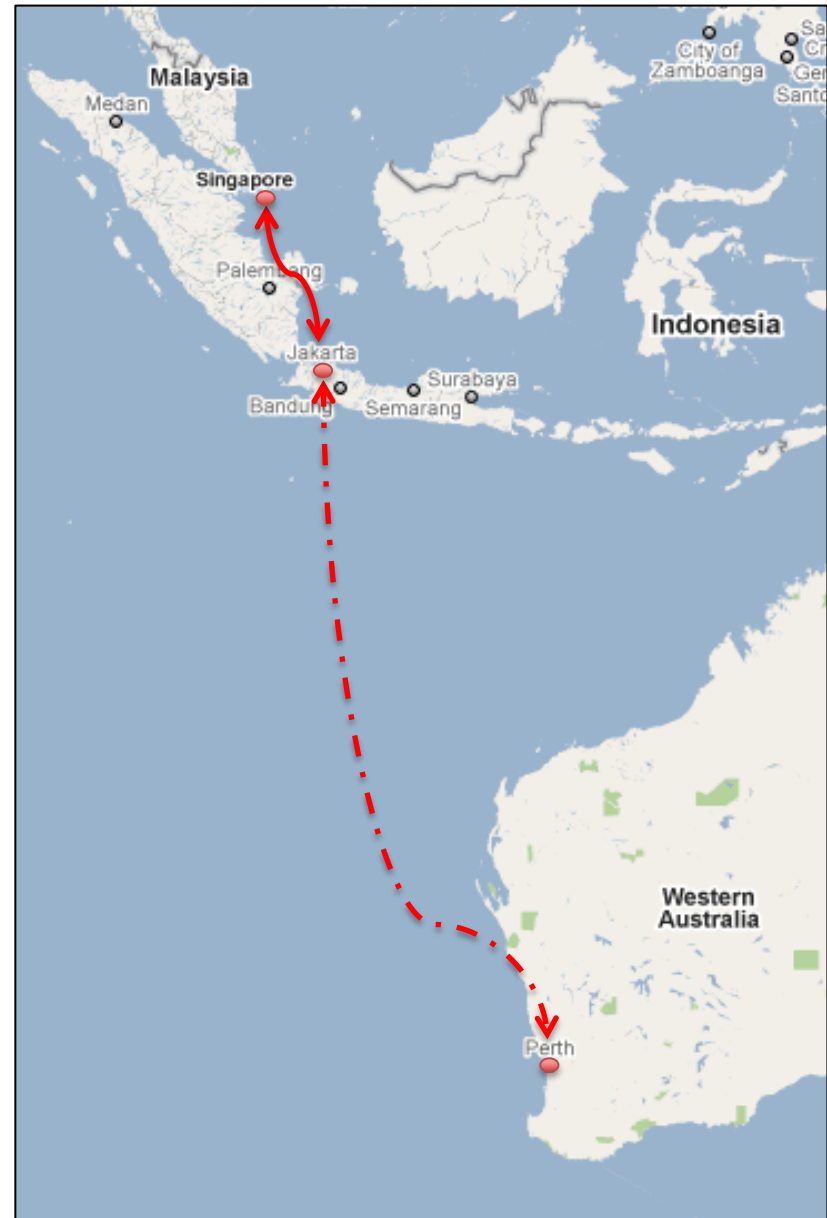 City of
Zamboanga
Malaysia
Medan
Singapore
Palembang
Indonesia
Jakarta
Surabaya
Bandung
Semarang
Western
Australia
Perth